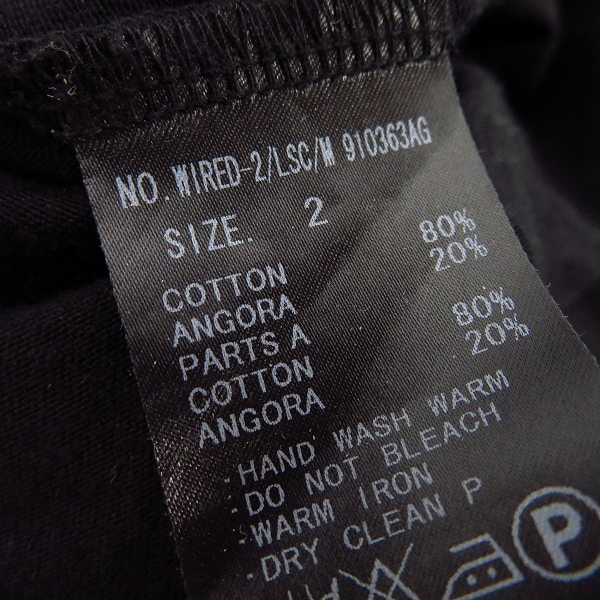 NO. WIRED-2/LSC/M 910363AG
SIZE. 2
COTTON 80%
ANGORA 20%
PARTS A
COTTON 80%
ANGORA 20%
·HAND WASH WARM
·DO NOT BLEACH
·WARM IRON
·DRY CLEAN P
P